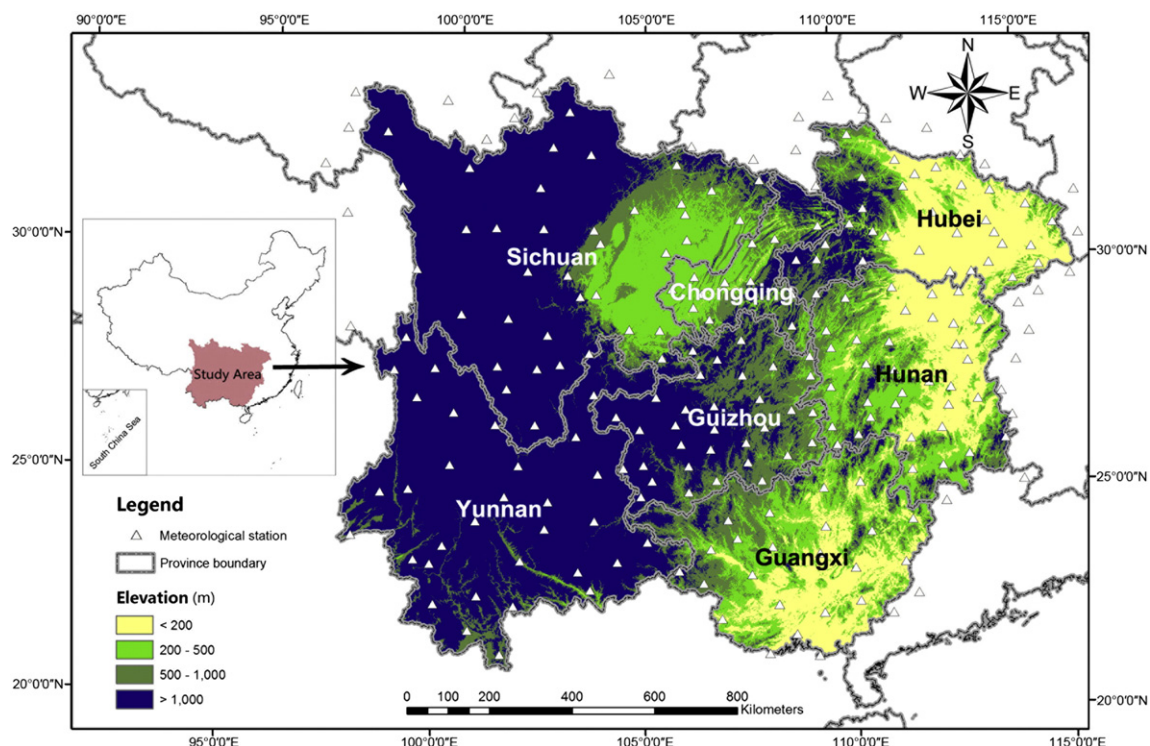 90°0'0"E 95°0'0"E 100°0'0"E 105°0'0"E 110°0'0"E 115°0'0"E
N
W E
S
Hubei
30°0'0"N
Sichuan
30°0'0"N
Chongqing
Study Area
Hunan
Guizhou
South China Sea
25°0'0"N
25°0'0"N
Legend
Yunnan
Meteorological station
Guangxi
Province boundary
Elevation (m)
< 200
200 - 500
500 - 1,000
20°0'0"N
> 1,000
0 100 200 400 600 800
Kilometers
20°0'0"N
95°0'0"E 100°0'0"E 105°0'0"E 110°0'0"E 115°0'0"E